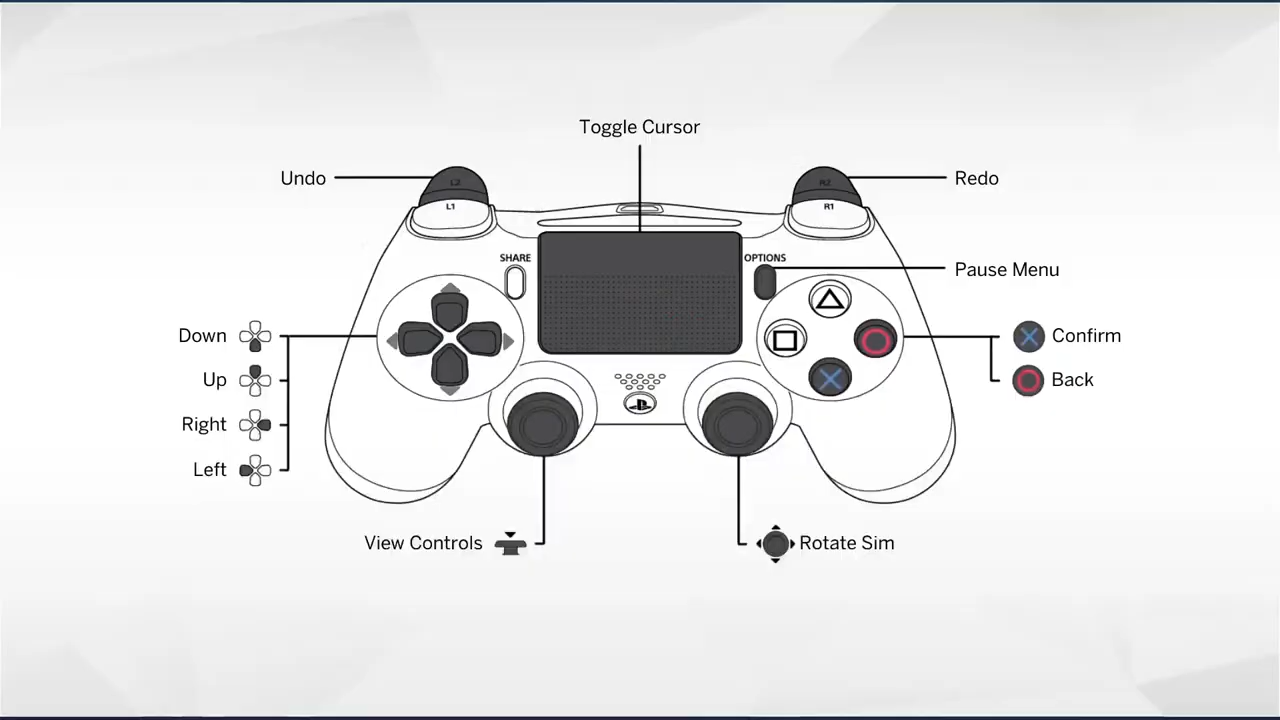 Toggle Cursor
Undo
L2
R2
Redo
L1
R1
SHARE
OPTIONS
Pause Menu
Down
Confirm
Up
Back
Right
Left
View Controls
Rotate Sim